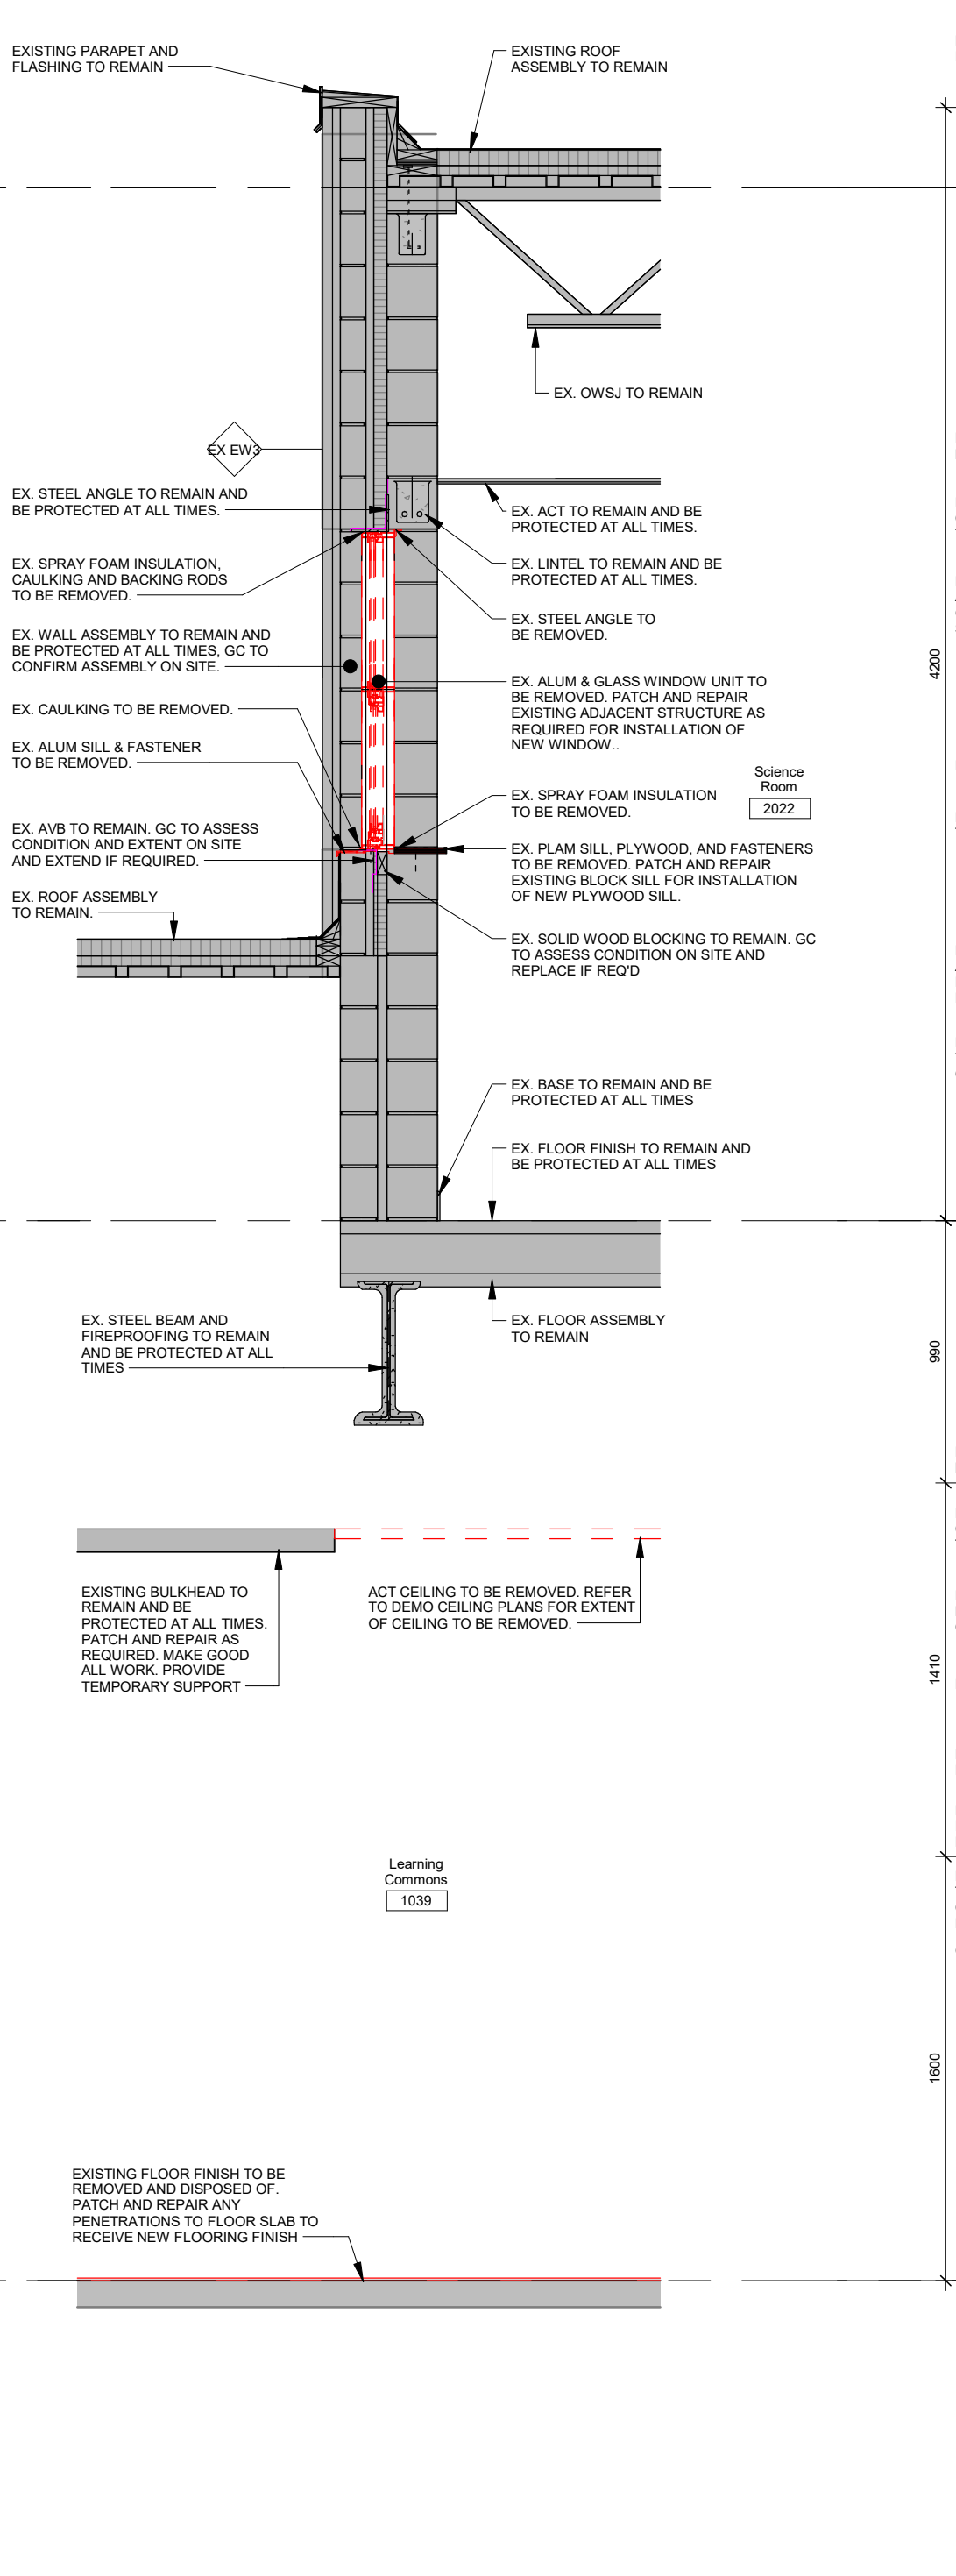 EXISTING PARAPET AND
FLASHING TO REMAIN
EXISTING ROOF
ASSEMBLY TO REMAIN
EX. OWSJ TO REMAIN
EX EW3
EX. STEEL ANGLE TO REMAIN AND
BE PROTECTED AT ALL TIMES.
EX. ACT TO REMAIN AND BE
PROTECTED AT ALL TIMES.
EX. SPRAY FOAM INSULATION,
CAULKING AND BACKING RODS
TO BE REMOVED.
EX. LINTEL TO REMAIN AND BE
PROTECTED AT ALL TIMES.
EX. STEEL ANGLE TO
BE REMOVED.
EX. WALL ASSEMBLY TO REMAIN AND
BE PROTECTED AT ALL TIMES, GC TO
CONFIRM ASSEMBLY ON SITE.
4200
EX. ALUM & GLASS WINDOW UNIT TO
BE REMOVED. PATCH AND REPAIR
EXISTING ADJACENT STRUCTURE AS
REQUIRED FOR INSTALLATION OF
NEW WINDOW..
EX. CAULKING TO BE REMOVED.
EX. ALUM SILL & FASTENER
TO BE REMOVED.
Science
Room
2022
EX. SPRAY FOAM INSULATION
TO BE REMOVED.
EX. AVB TO REMAIN. GC TO ASSESS
CONDITION AND EXTENT ON SITE
AND EXTEND IF REQUIRED.
EX. PLAM SILL, PLYWOOD, AND FASTENERS
TO BE REMOVED. PATCH AND REPAIR
EXISTING BLOCK SILL FOR INSTALLATION
OF NEW PLYWOOD SILL.
EX. ROOF ASSEMBLY
TO REMAIN.
EX. SOLID WOOD BLOCKING TO REMAIN. GC
TO ASSESS CONDITION ON SITE AND
REPLACE IF REQ'D
EX. BASE TO REMAIN AND BE
PROTECTED AT ALL TIMES
EX. FLOOR FINISH TO REMAIN AND
BE PROTECTED AT ALL TIMES
EX. STEEL BEAM AND
FIREPROOFING TO REMAIN
AND BE PROTECTED AT ALL
TIMES
EX. FLOOR ASSEMBLY
TO REMAIN
990
EXISTING BULKHEAD TO
REMAIN AND BE
PROTECTED AT ALL TIMES.
PATCH AND REPAIR AS
REQUIRED. MAKE GOOD
ALL WORK. PROVIDE
TEMPORARY SUPPORT
ACT CEILING TO BE REMOVED. REFER
TO DEMO CEILING PLANS FOR EXTENT
OF CEILING TO BE REMOVED.
1410
Learning
Commons
1039
1600
EXISTING FLOOR FINISH TO BE
REMOVED AND DISPOSED OF.
PATCH AND REPAIR ANY
PENETRATIONS TO FLOOR SLAB TO
RECEIVE NEW FLOORING FINISH